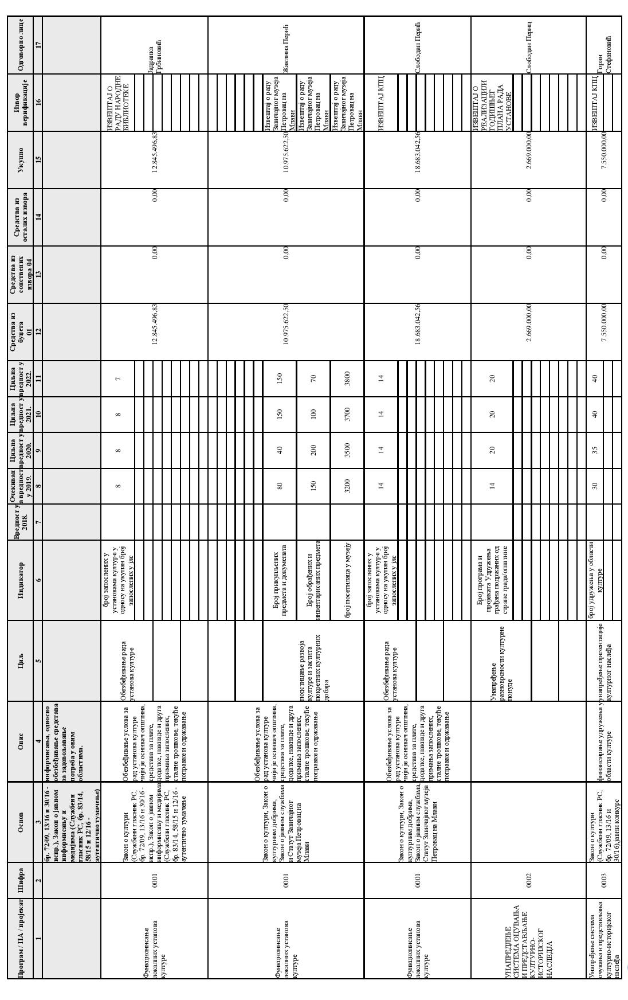 Програм / ПА / пројекат
Шифра
Основ
Опис
Циљ
Индикатор
Вредност у
2018.
Очекиван
а вредност
у 2019.
Циљна
вредност у
2020.
Циљна
вредност у
2021.
Циљна
вредност у
2022.
Средства из
буџета
01
Средства из
сопствених
извора 04
Средства из
осталих извора
Укупно
Извор
верификације
Одговорно лице
1
2
3
4
5
6
7
8
9
10
11
12
13
14
15
16
17
бр. 72/09, 13/16 и 30/16 -
испр.), Закон о јавном
информисању и
медијима (Службени
гласник РС, бр. 83/14,
58/15 и 12/16 -
аутентично тумачење)
информисања, односно
обезбеђивање средстава
за задовољавање
потреба у овим
областима.
Функционисање
локалних установа
културе
0001
Закон о култури
(Службени гласник РС,
бр. 72/09, 13/16 и 30/16 -
испр.), Закон о јавном
информисању и медијима
(Службени гласник РС,
бр. 83/14, 58/15 и 12/16 -
аутентично тумачење
Обезбеђивање услова за
рад установа културе
чији је оснивач општина,
средства за плате,
додатке, накнаде и друга
примања запослених,
сталне трошкове, текуће
поправке и одржавање
Обезбеђивање рада
установа културе
број запослених у
установама културе у
односу на укупан број
запослених у јлс
8
8
8
7
12.845.496,83
0,00
0,00
12.845.496,83
ИЗВЕШТАЈ О
РАДУ НАРОДНЕ
БИБЛИОТЕКЕ
Јадранка
Грбиновић
Функционисање
локалних установа
културе
0001
Закон о култури, Закон о
културним добрима,
Закон о јавним службама
и Статут Завичајног
музеја Петровац на
Млави
Обезбеђивање услова за
рад установа културе
чији је оснивач општина,
средства за плате,
додатке, накнаде и друга
примања запослених,
сталне трошкове, текуће
поправке и одржавање
подстицање развоја
културе и застита
покретних културних
добара
Број прикупљених
предмета и докумената
80
40
150
150
Број обрађених и
инвентарисаних предмета
150
200
100
70
број посетилаца у музеју
3200
3500
3700
3800
10.975.622,50
0,00
0,00
10.975.622,50
Извештај о раду
Завичајног музеја
Петровац на
Млави
Извештај о раду
Завичајног музеја
Петровац на
Млави
Извештај о раду
Завичајног музеја
Петровац на
Млави
Жаклина Перић
Функционисање
локалних установа
културе
0001
Закон о култури, Закон о
културним добрима,
Закон о јавним службама,
Статут Завичајног музеја
Петровац на Млави
Обезбеђивање услова за
рад установа културе
чији је оснивач општина,
средства за плате,
додатке, накнаде и друга
примања запослених,
сталне трошкове, текуће
поправке и одржавање
Обезбеђивање рада
установа културе
број запослених у
установама културе у
односу на укупан број
запослених у јлс
14
14
14
14
18.683.042,56
0,00
0,00
18.683.042,56
ИЗВЕШТАЈ КПЦ
Слободан Перић
УНАПРЕДЈЕЊЕ
СИСТЕМА ОЦУВАЊА
И ПРЕДСТАВЉАЊЕ
КУЛТУРНО-
ИСТОРИЈСКОГ
НАСЛЕДЈА
0002
Унапређење
разноврсности културне
понуде
Број програма и
пројеката Удружења
грађана подржаних од
стране града/општине
14
20
20
20
2.669.000,00
0,00
0,00
2.669.000,00
ИЗВЕШТАЈ О
РЕАЛИЗАЦИЈИ
ГОДИШЊЕГ
ПЛАНА РАДА
УСТАНОВЕ
Слободан Периц
Унапређење система
очувања и представљања
културно-историјског
наслеђа
0003
Закон о култури
(Службени гласник РС,
бр. 72/09, 13/16 и
30/16),јавни конкурс
финансирање удружења у
области културе
унапређење презентације
културног наслеђа
број удружења у области
културе
30
35
40
40
7.550.000,00
0,00
0,00
7.550.000,00
ИЗВЕШТАЈ КПЦ
Горан
Стефановић